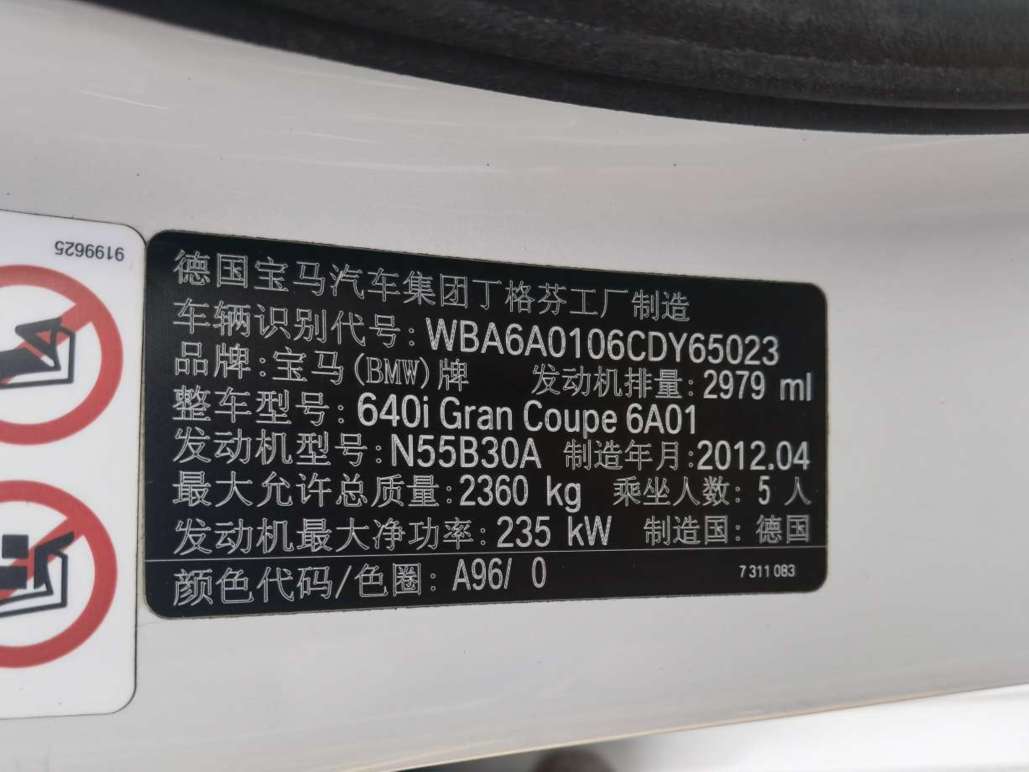 9199625
德国宝马汽车集团丁格芬工厂制造
车辆识别代号: WBA6A0106CDY65023
品牌: 宝马(BMW)牌 发动机排量: 2979 ml
整车型号: 640i Gran Coupe 6A01
发动机型号: N55B30A 制造年月: 2012.04
最大允许总质量: 2360 kg 乘坐人数: 5 人
发动机最大净功率: 235 kW 制造国: 德国
颜色代码/色圈: A96/ 0 7 311 083